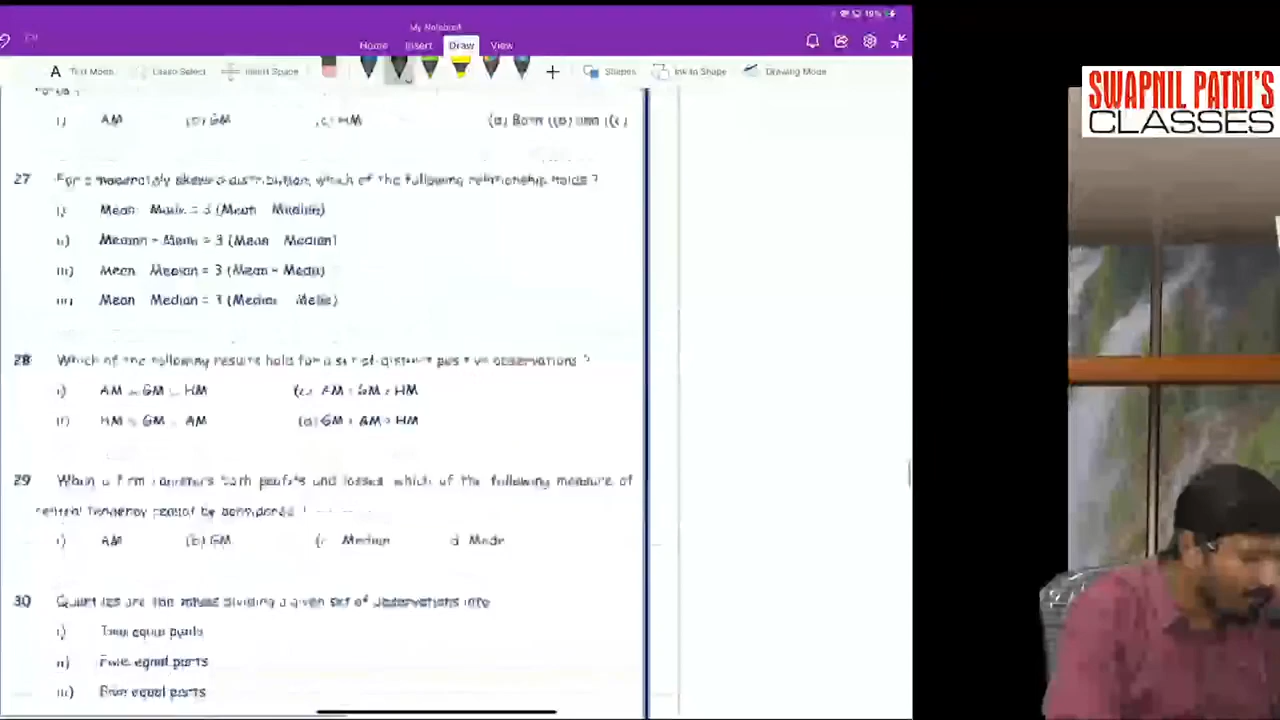 My Notebook
19%
Home Insert Draw View
Text Mode Lasso Select Insert Space Shapes Ink to Shape Drawing Mode
SWAPNIL PATNI'S
CLASSES
AM (b) GM (c) HM (d) Both (b) and (c)
27 For a moderately skewed distribution, which of the following relationship holds ?
Mean Mode = 3 (Mean Median)
Median - Mode = 3 (Mean Median)
Mean Median = 3 (Mean - Mode)
Mean Median = 3 (Median Mode)
28 Which of the following results hold for a set of distinct positive observations ?
AM GM HM AM GM HM
HM GM AM GM AM HM
29 When a firm registers both profits and losses which of the following measure of
central tendency cannot be considered
AM (b) GM Median d Mode
30 Quartiles are the values dividing a given set of observations into
Two equal parts
Four equal parts
Five equal parts